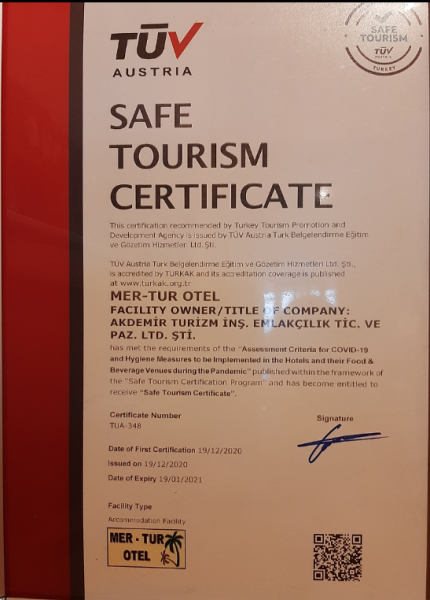 TÜV
AUSTRIA
SAFE
TOURISM
TÜV
AUSTRIA
TURKEY
SAFE
TOURISM
CERTIFICATE
This certification recommended by Turkey Tourism Promotion and
Development Agency is issued by TÜV Austria Turk Belgelendirme Eğitim
ve Gözetim Hizmetleri Ltd. Şti.
TÜV Austria Turk Belgelendirme Eğitim ve Gözetim Hizmetleri Ltd. Şti.,
is accredited by TÜRKAK and its accreditation coverage is published
at www.turkak.org.tr
MER-TUR OTEL
FACILITY OWNER/TITLE OF COMPANY:
AKDEMİR TURİZM İNŞ. EMLAKÇILIK TİC. VE
PAZ. LTD. ŞTİ.
has met the requirements of the "Assessment Criteria for COVID-19
and Hygiene Measures to be Implemented in the Hotels and their Food &
Beverage Venues during the Pandemic" published within the framework of
the "Safe Tourism Certification Program" and has become entitled to
receive "Safe Tourism Certificate".
Certificate Number
TUA-348
Signature
Date of First Certification 19/12/2020
Issued on 19/12/2020
Date of Expiry 19/01/2021
Facility Type
Accommodation Facility
MER - TUR
OTEL